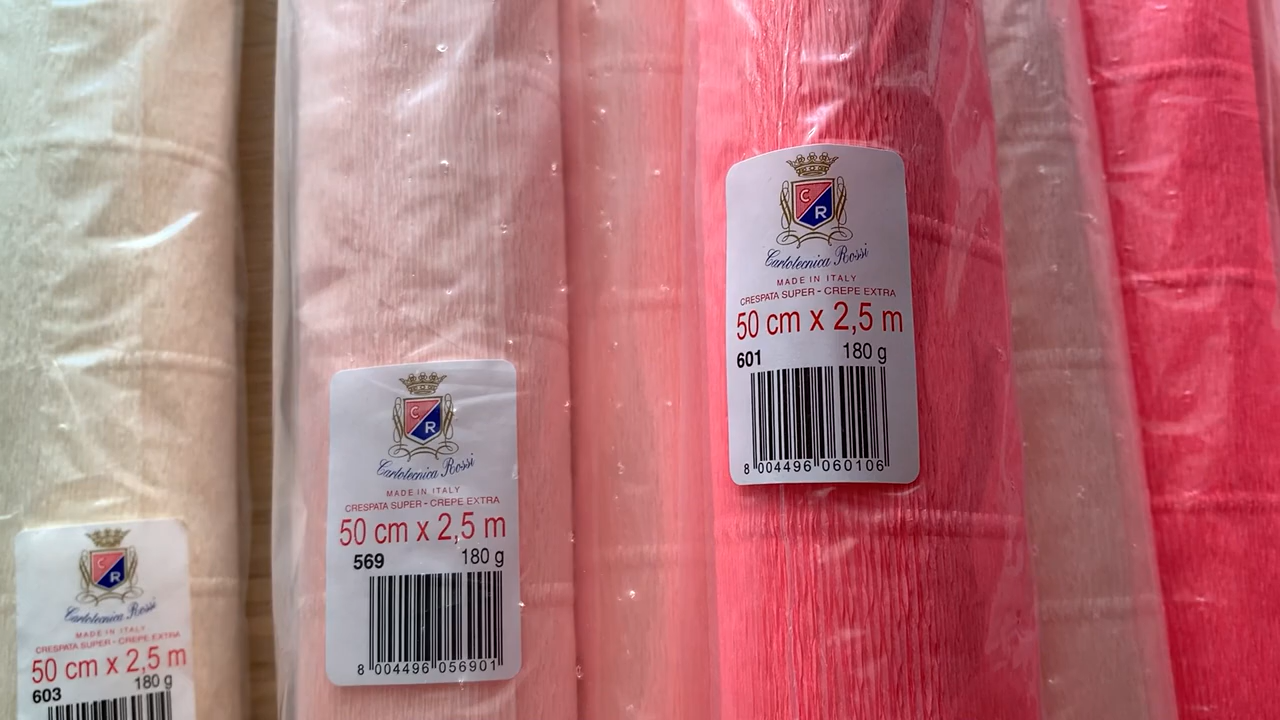 C
R
Cartotecnica Rossi
MADE IN ITALY
CRESPATA SUPER - CREPE EXTRA
50 cm x 2,5 m
603 180 g
C
R
Cartotecnica Rossi
MADE IN ITALY
CRESPATA SUPER - CREPE EXTRA
50 cm x 2,5 m
569 180 g
8 004496 056901
C
R
Cartotecnica Rossi
MADE IN ITALY
CRESPATA SUPER - CREPE EXTRA
50 cm x 2,5 m
601 180 g
8 004496 060106